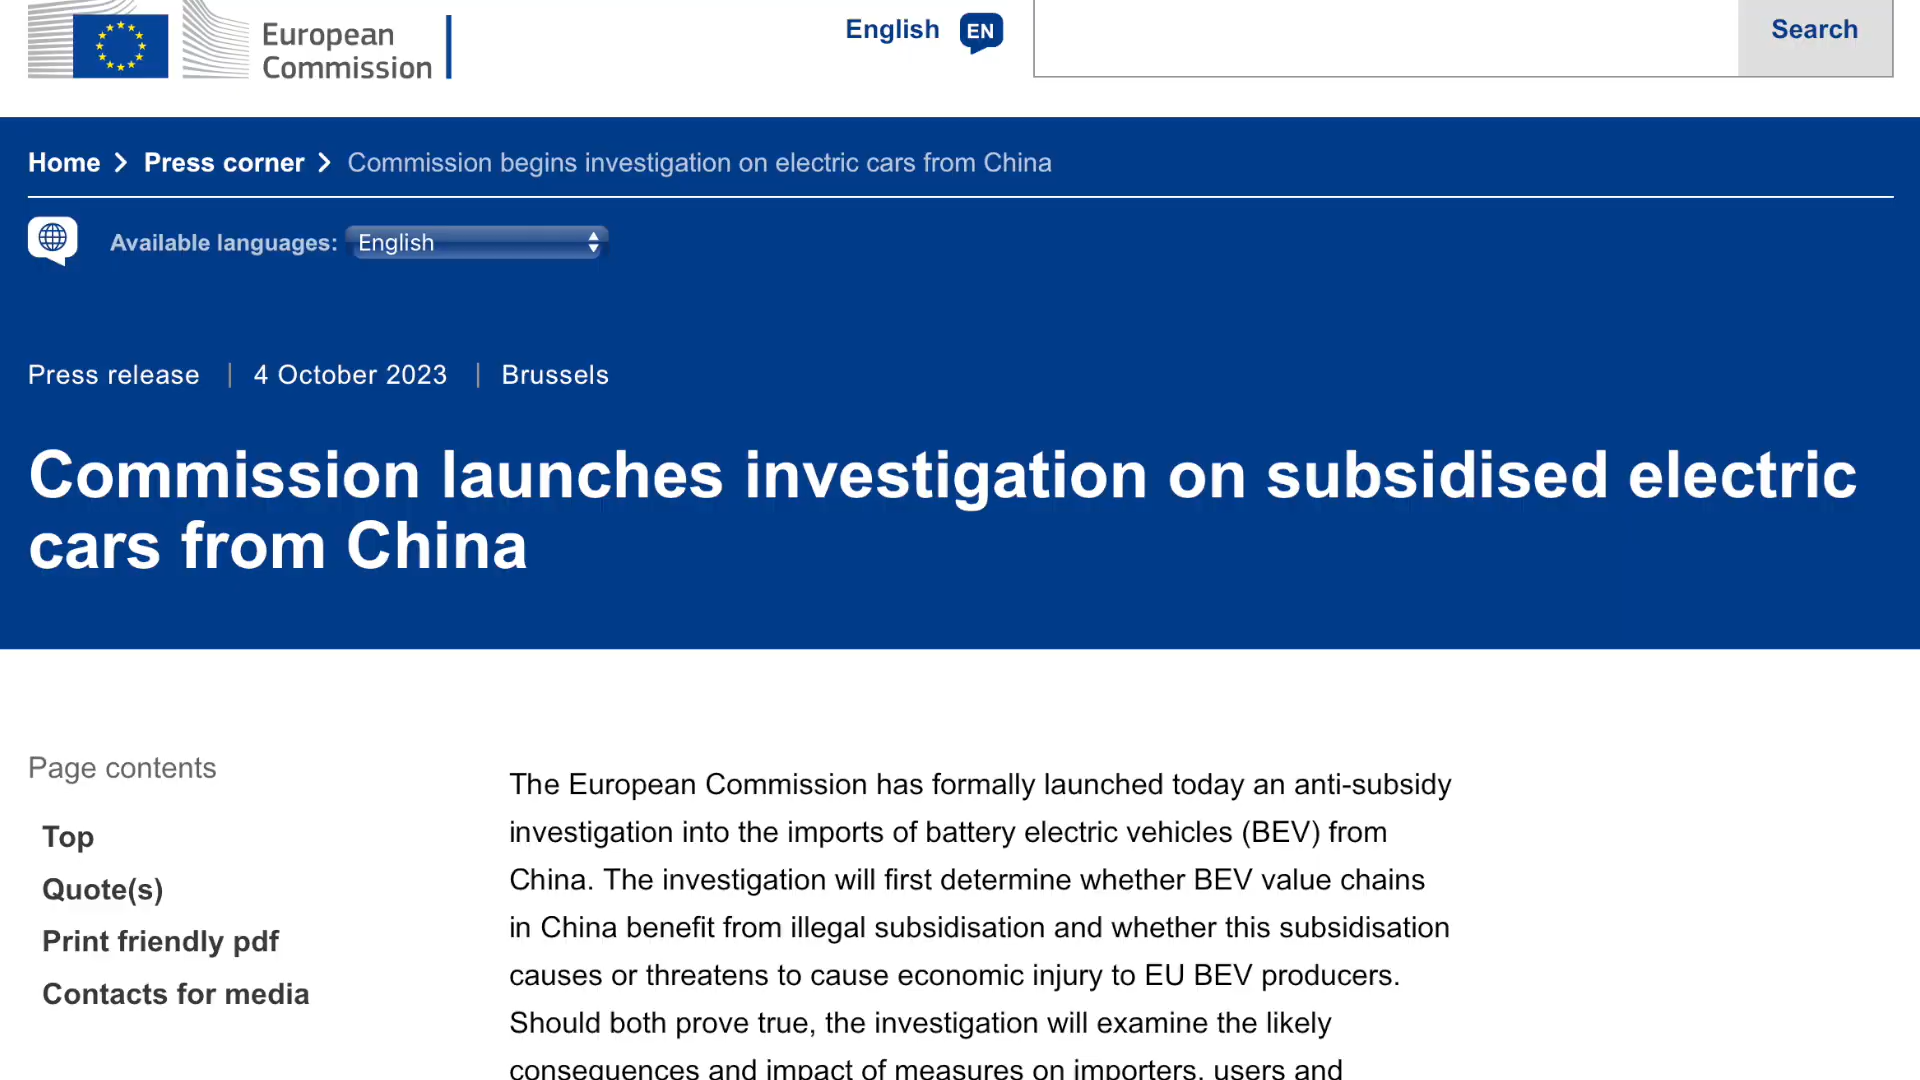 European
Commission
English EN
Search
Home Press corner Commission begins investigation on electric cars from China
Available languages: English
Press release | 4 October 2023 | Brussels
Commission launches investigation on subsidised electric
cars from China
Page contents
Top
Quote(s)
Print friendly pdf
Contacts for media
The European Commission has formally launched today an anti-subsidy
investigation into the imports of battery electric vehicles (BEV) from
China. The investigation will first determine whether BEV value chains
in China benefit from illegal subsidisation and whether this subsidisation
causes or threatens to cause economic injury to EU BEV producers.
Should both prove true, the investigation will examine the likely
consequences and impact of measures on importers, users and